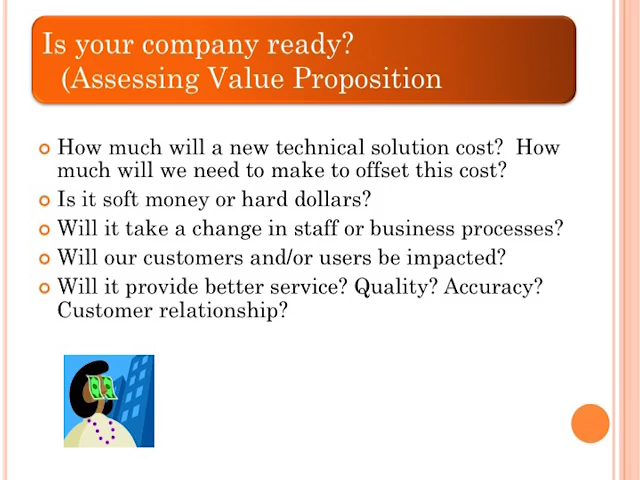 Is your company ready?
(Assessing Value Proposition
How much will a new technical solution cost? How
much will we need to make to offset this cost?
Is it soft money or hard dollars?
Will it take a change in staff or business processes?
Will our customers and/or users be impacted?
Will it provide better service? Quality? Accuracy?
Customer relationship?